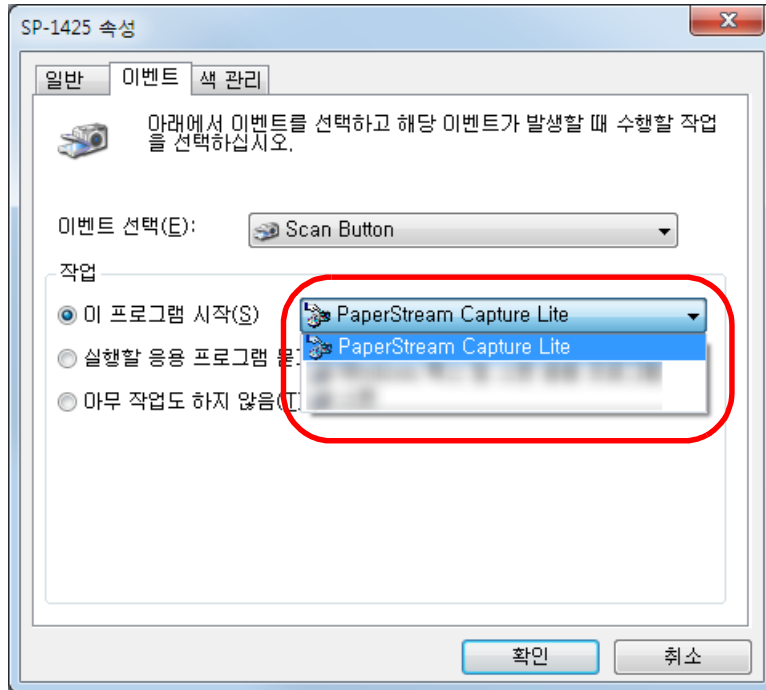 SP-1425 속성
일반 이벤트 색 관리
아래에서 이벤트를 선택하고 해당 이벤트가 발생할 때 수행할 작업
을 선택하십시오.
이벤트 선택(E): Scan Button
작업
이 프로그램 시작(S) PaperStream Capture Lite
PaperStream Capture Lite
실행할 응용 프로그램
아무 작업도 하지 않음(T)
확인 취소